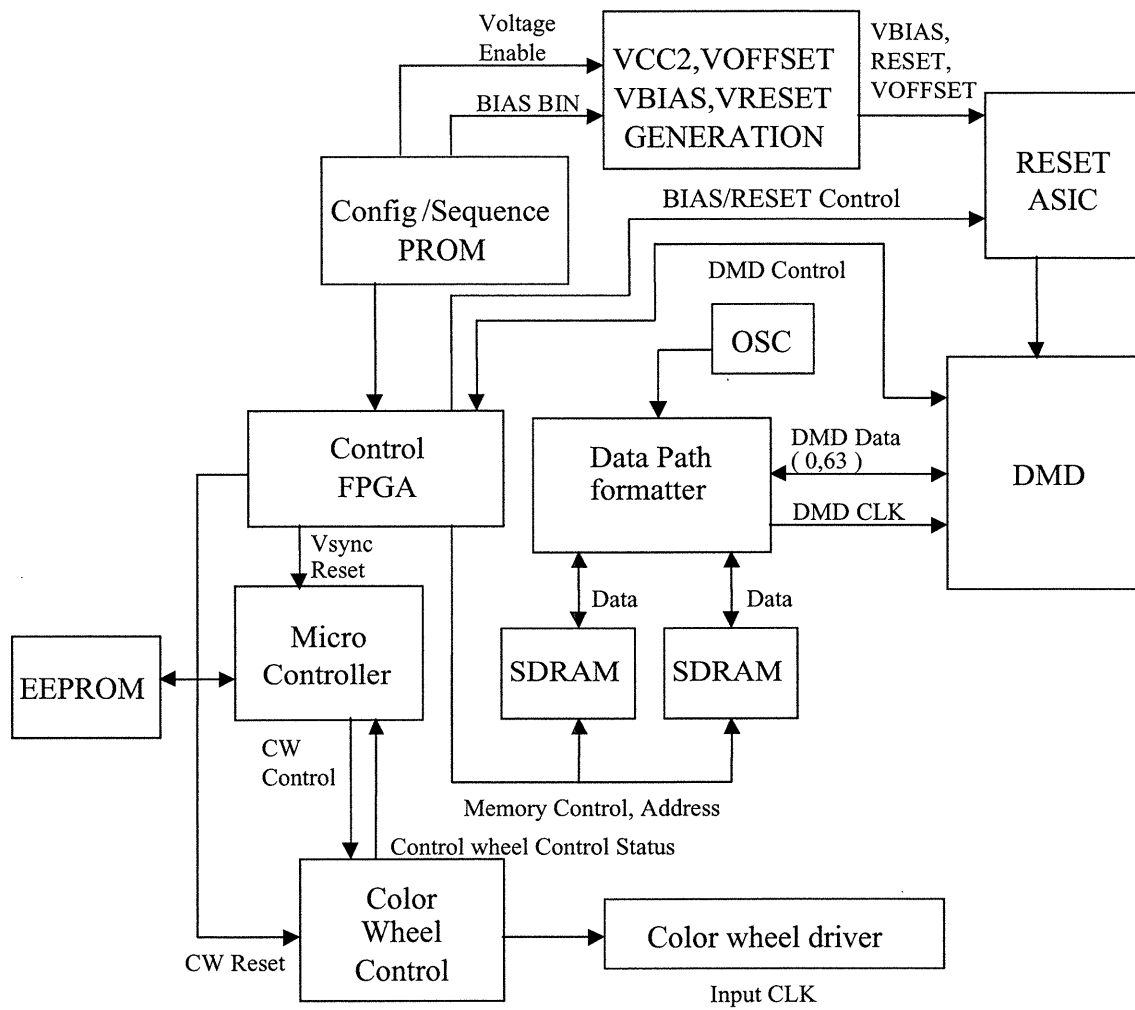 Voltage
Enable
VCC2,VOFFSET
VBIAS,VRESET
GENERATION
VBIAS,
RESET,
VOFFSET
BIAS BIN
RESET
ASIC
Config /Sequence
PROM
BIAS/RESET Control
DMD Control
OSC
Control
FPGA
Data Path
formatter
DMD Data
( 0,63 )
DMD CLK
DMD
Vsync
Reset
Data
Data
Micro
Controller
EEPROM
SDRAM
SDRAM
CW
Control
Memory Control, Address
Control wheel Control Status
Color
Wheel
Control
Color wheel driver
CW Reset
Input CLK